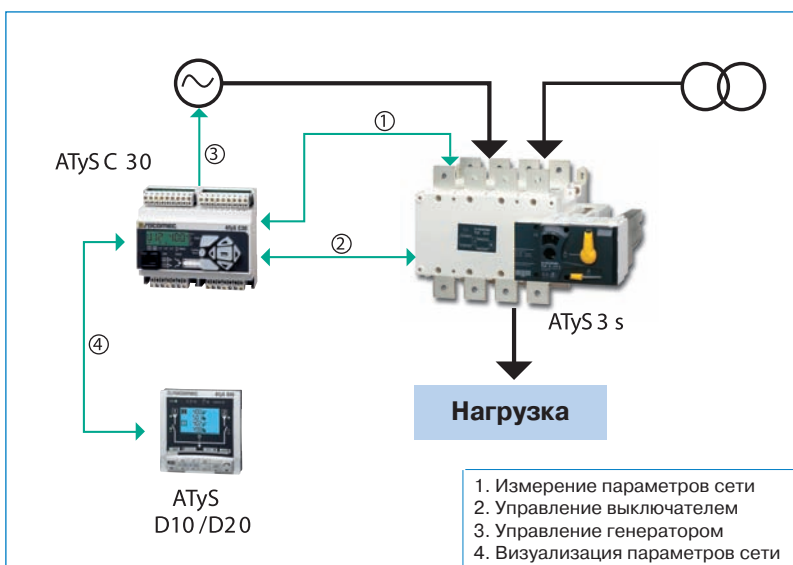 ①
③
ATyS C 30
socomec
②
ATyS 3 s
④
Нагрузка
ATyS
D10 /D20
1. Измерение параметров сети
2. Управление выключателем
3. Управление генератором
4. Визуализация параметров сети